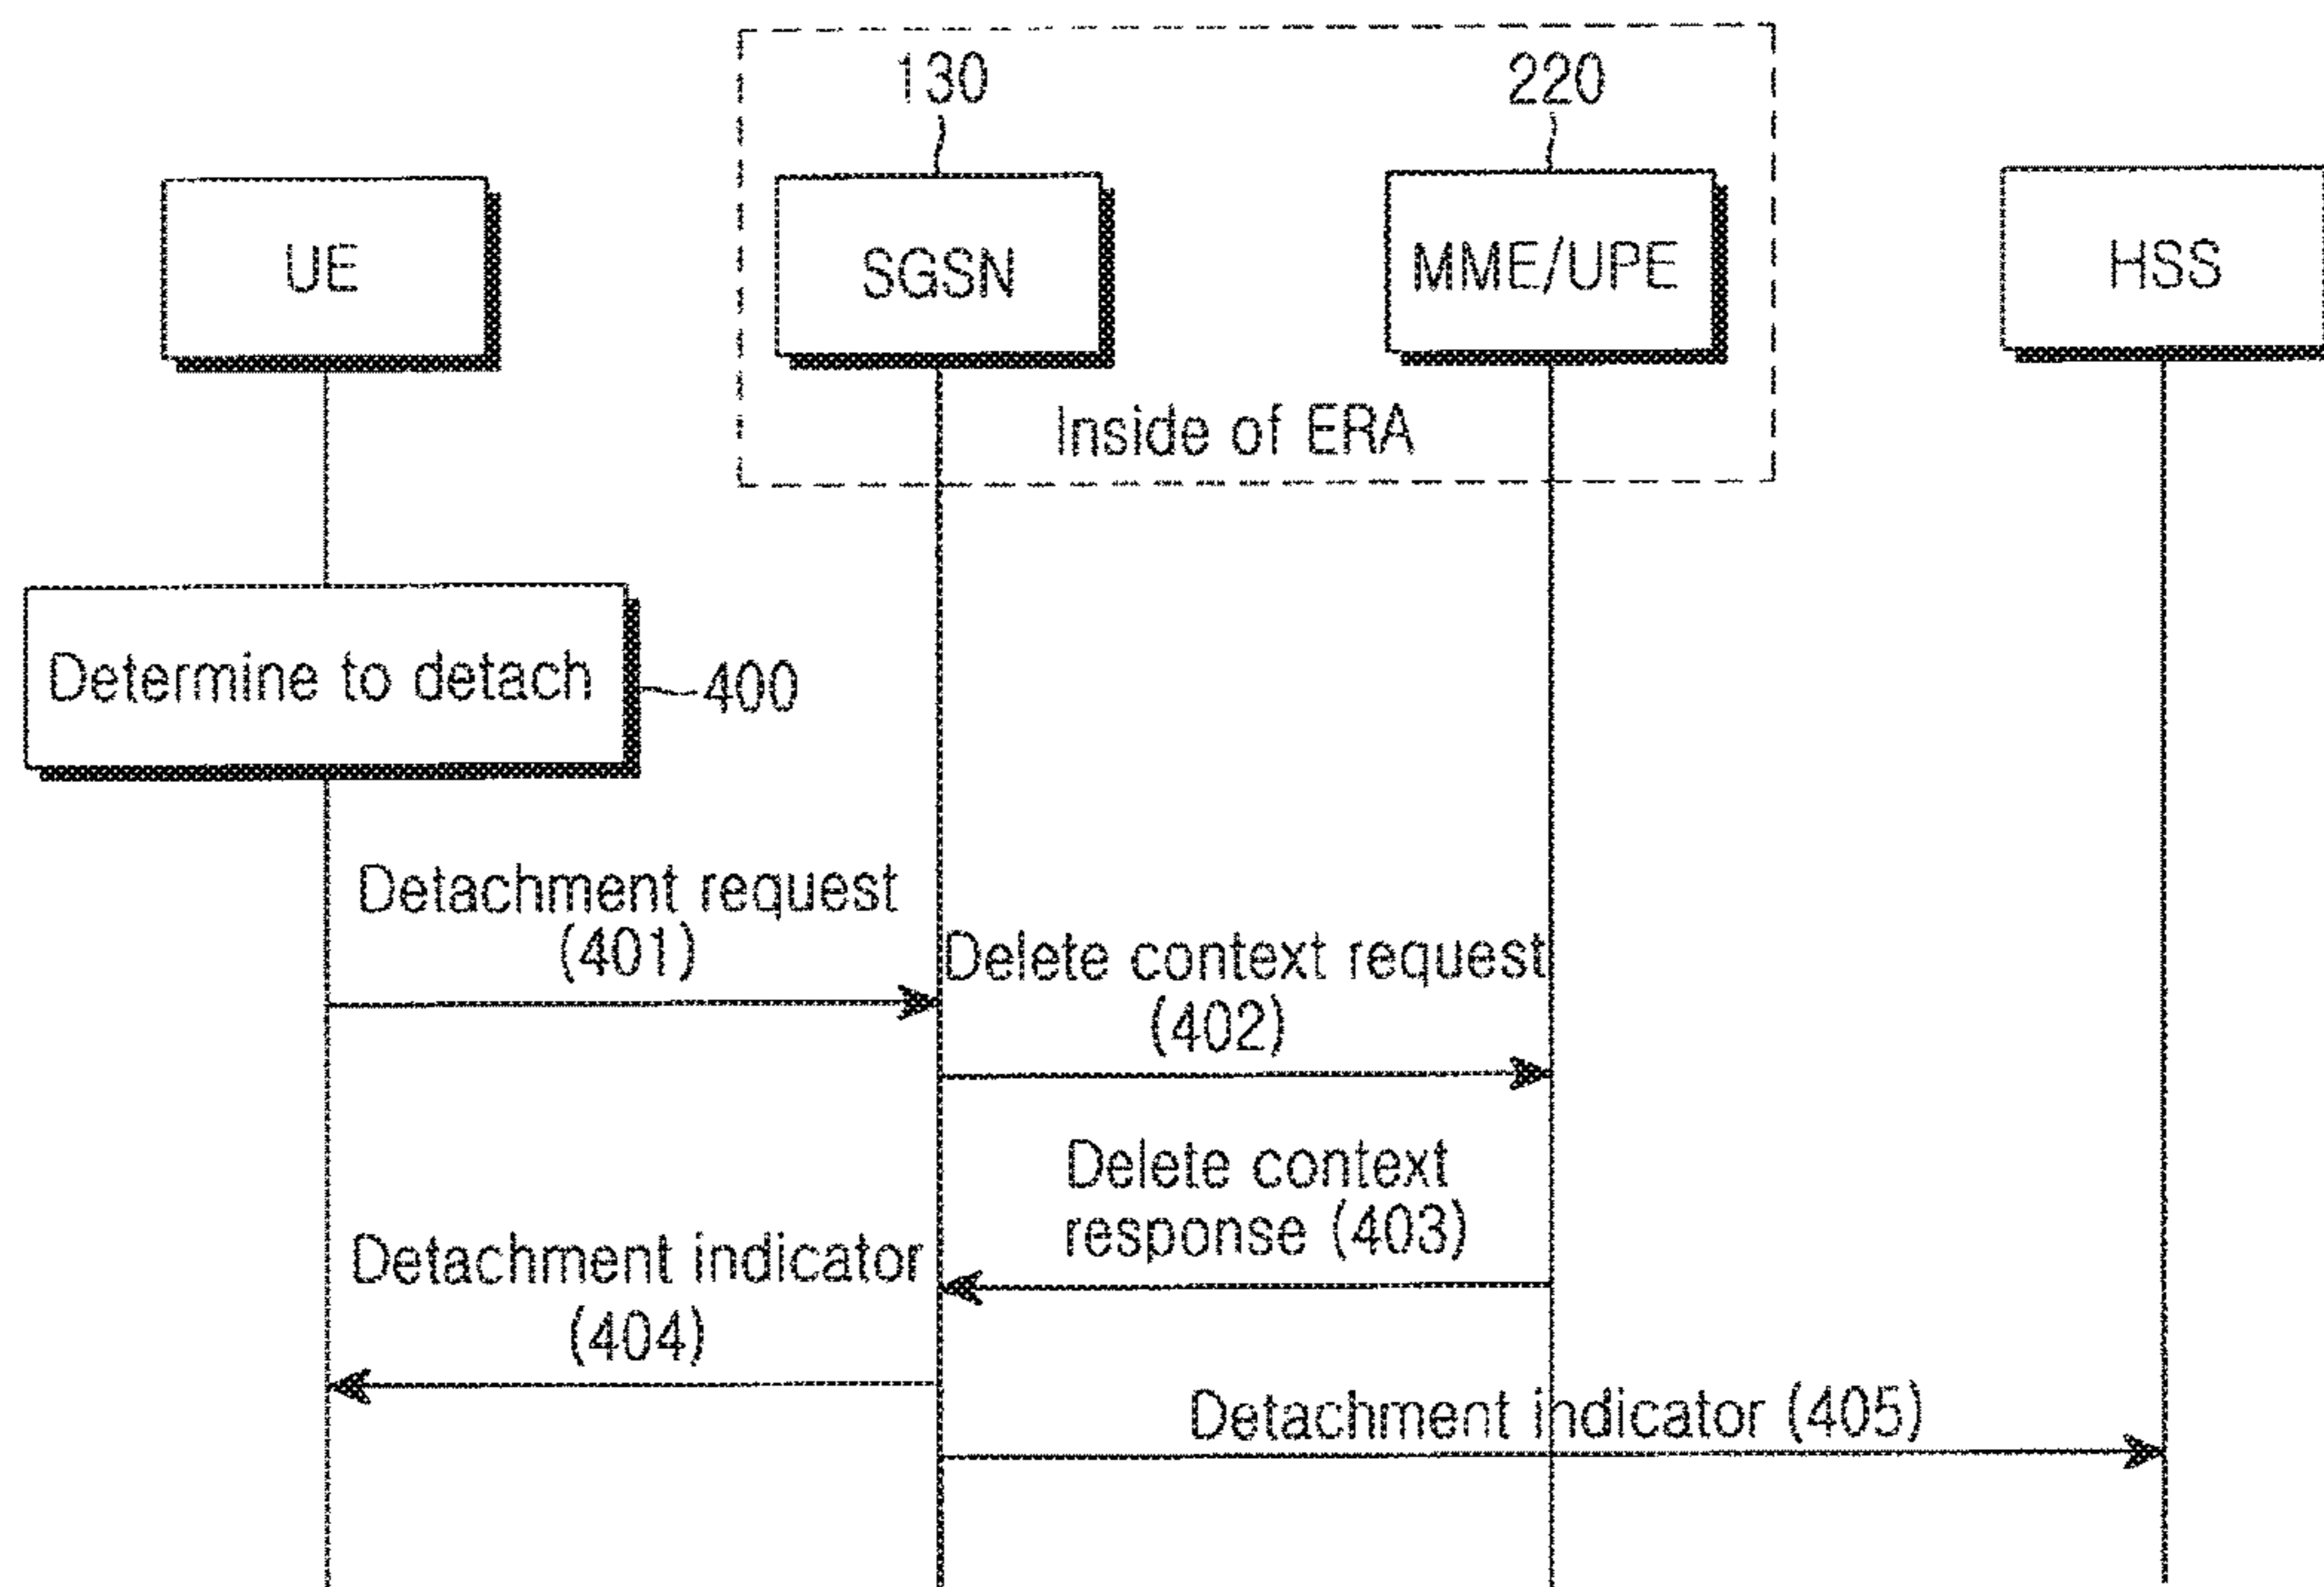 130
220
UE
SGSN
MME/UPE
HSS
Inside of ERA
Determine to detach
400
Detachment request
(401)
Delete context request
(402)
Delete context
response (403)
Detachment indicator
(404)
Detachment indicator (405)